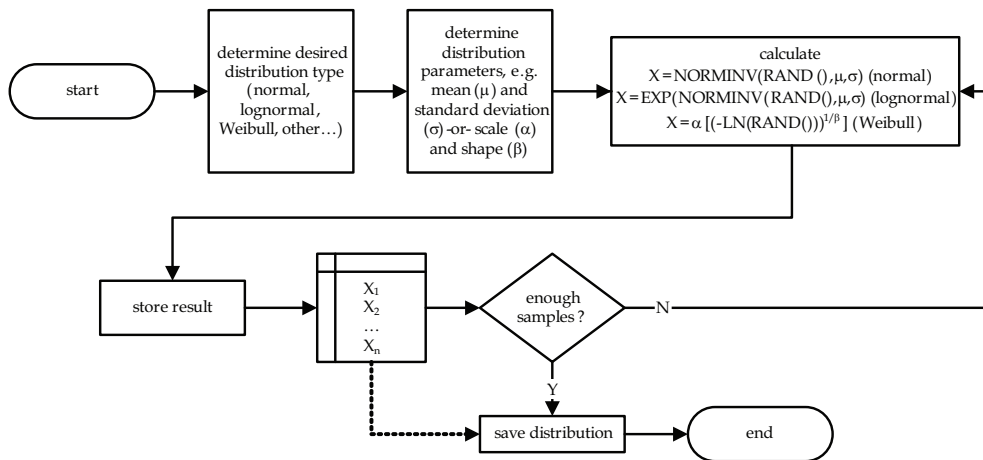 start
determine desired
distribution type
(normal,
lognormal,
Weibull, other…)
determine
distribution
parameters, e.g.
mean (μ) and
standard deviation
(σ)-or-scale (α)
and shape (β)
calculate
X=NORMINV(RAND(),μ,σ) (normal)
X=EXP(NORMINV(RAND(),μ,σ) (lognormal)
X=α[(-LN(RAND()))^{1/β}] (Weibull)
store result
X₁
X₂
…
Xₙ
enough
samples?
N
Y
save distribution
end